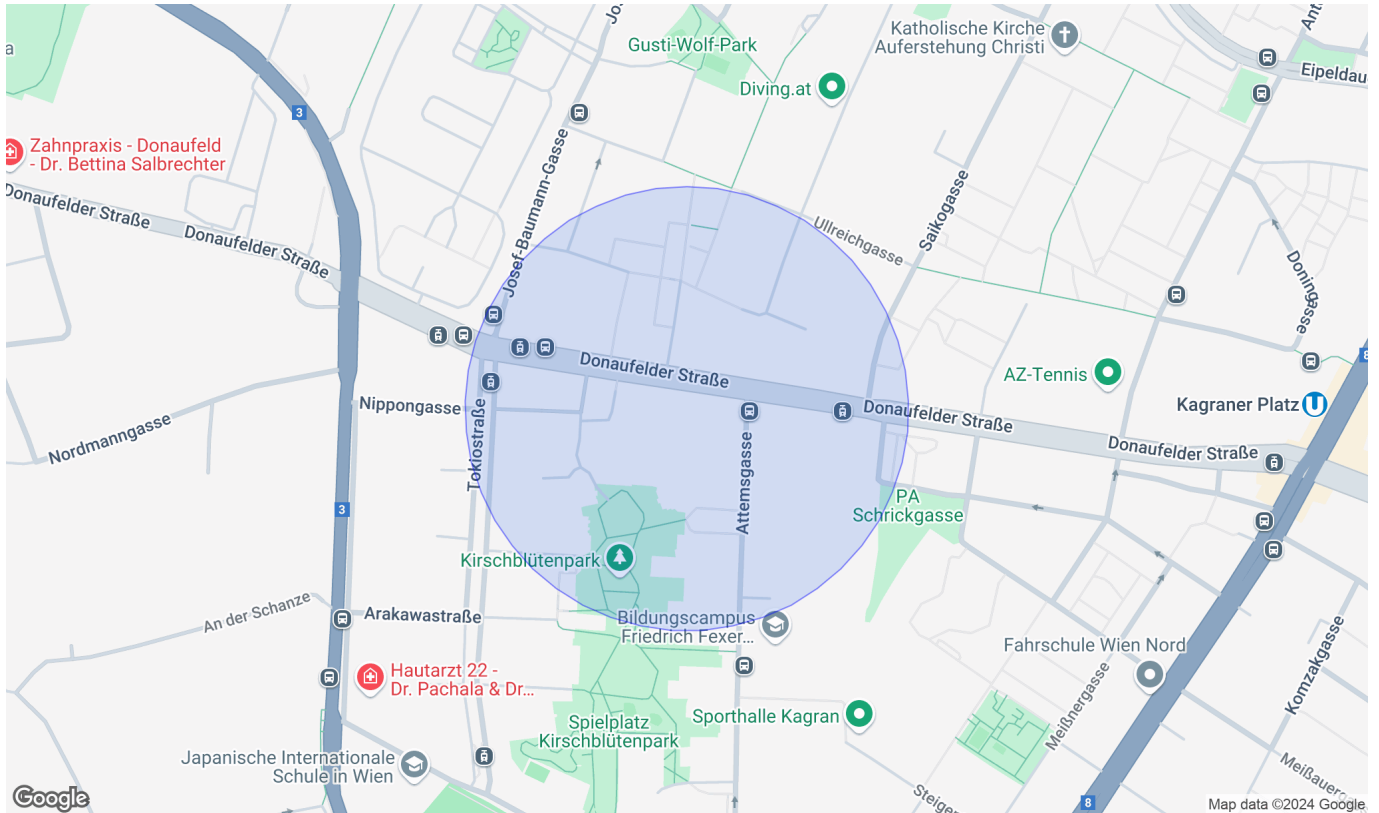 Jo
Katholische Kirche
Auferstehung Christi
Gusti-Wolf-Park
Diving.at
Eipeldau
3
Zahnpraxis - Donaufeld
- Dr. Bettina Salbrechter
Josef-Baumann-Gasse
Donaufelder Straße
Donaufelder Straße
Ullreichgasse
Saikogasse
Doningasse
8
Donaufelder Straße
AZ-Tennis
Kagraner Platz
U
Nippongasse
Tokiostraße
Donaufelder Straße
Donaufelder Straße
Nordmanngasse
Attemsgasse
PA
Schrickgasse
3
Kirschblütenpark
An der Schanze
Arakawastraße
Bildungscampus
Friedrich Fexer...
Fahrschule Wien Nord
Komzakgasse
Hautarzt 22 -
Dr. Pachala & Dr...
Meißnergasse
Sporthalle Kagran
Spielplatz
Kirschblütenpark
Japanische Internationale
Schule in Wien
Meißauerg
Steiger
8
Google
Map data ©2024 Google